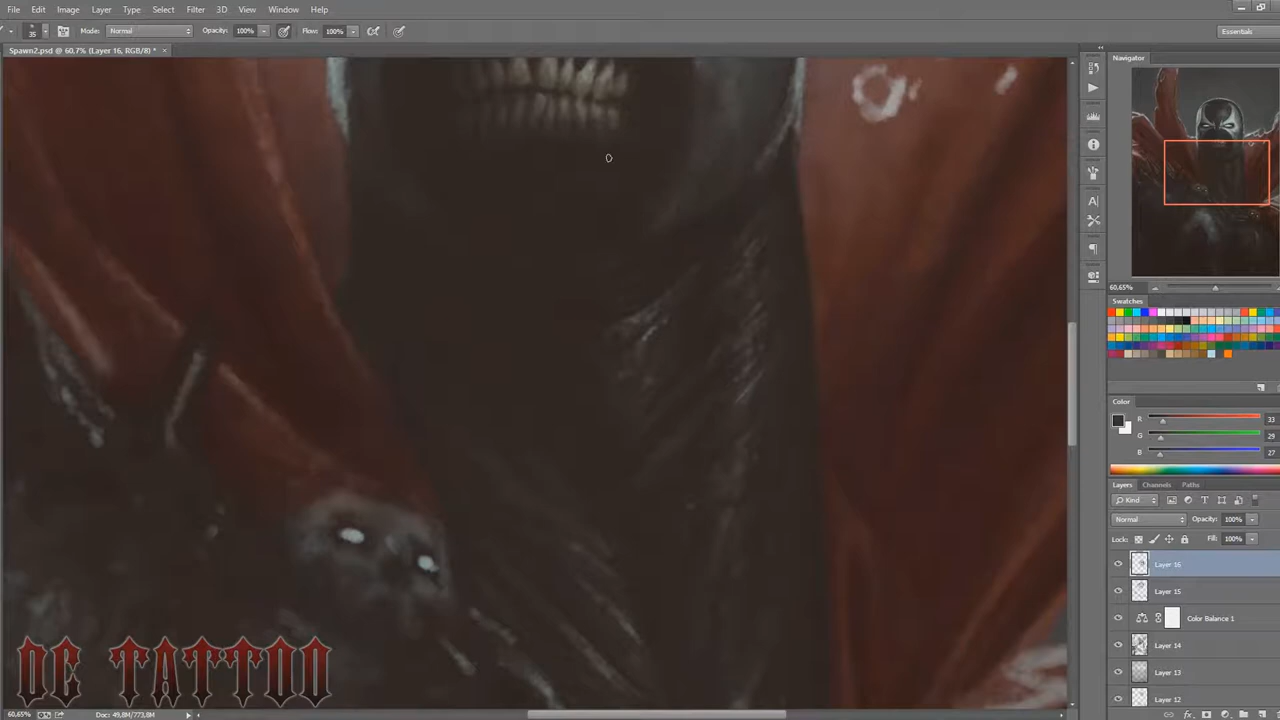 File Edit Image Layer Type Select Filter 3D View Window Help
35 Mode: Normal Opacity: 100% Flow: 100% Essentials
Spawn2.psd @ 60,7% (Layer 16, RGB/8) * ×
Navigator
60,65%
Swatches
Color
R 33
G 29
B 27
Layers Channels Paths
Kind
Normal Opacity: 100%
Lock: Fill: 100%
Layer 16
Layer 15
Color Balance 1
Layer 14
Layer 13
Layer 12
DC TATTOO
60,65% Doc: 49,8M/773,8M